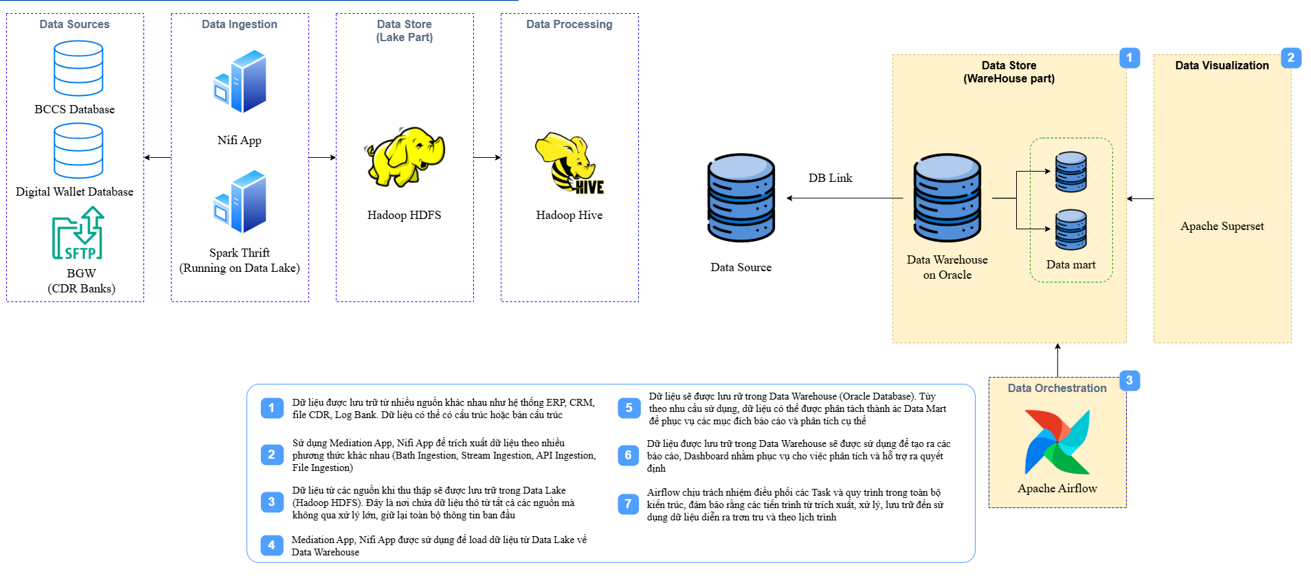 Data Sources
BCCS Database
Digital Wallet Database
SFTP
BGW
(CDR Banks)
Data Ingestion
Nifi App
Spark Thrift
(Running on Data Lake)
Data Store
(Lake Part)
Hadoop HDFS
Data Processing
HIVE
Hadoop Hive
Data Source
DB Link
1
Data Store
(WareHouse part)
Data Warehouse
on Oracle
Data mart
2
Data Visualization
Apache Superset
3
Data Orchestration
Apache Airflow
1
Dữ liệu được lưu trữ từ nhiều nguồn khác nhau như hệ thống ERP, CRM,
file CDR, Log Bank. Dữ liệu có thể có cấu trúc hoặc bán cấu trúc
2
Sử dụng Mediation App, Nifi App để trích xuất dữ liệu theo nhiều
phương thức khác nhau (Bath Ingestion, Stream Ingestion, API Ingestion,
File Ingestion)
3
Dữ liệu từ các nguồn khi thu thập sẽ được lưu trữ trong Data Lake
(Hadoop HDFS). Đây là nơi chứa dữ liệu thô từ tất cả các nguồn mà
không qua xử lý lớn, giữ lại toàn bộ thông tin ban đầu
4
Mediation App, Nifi App được sử dụng để load dữ liệu từ Data Lake về
Data Warehouse
5
Dữ liệu sẽ được lưu rữ trong Data Warehouse (Oracle Database). Tùy
theo nhu cầu sử dụng, dữ liệu có thể được phân tách thành ác Data Mart
để phục vụ các mục đích báo cáo và phân tích cụ thể
6
Dữ liệu được lưu trữ trong Data Warehouse sẽ được sử dụng để tạo ra các
báo cáo, Dashboard nhằm phục vụ cho việc phân tích và hỗ trợ ra quyết
định
7
Airflow chịu trách nhiệm điều phối các Task và quy trình trong toàn bộ
kiến trúc, đảm bảo rằng các tiến trình từ trích xuất, xử lý, lưu trữ đến sử
dụng dữ liệu diễn ra trơn tru và theo lịch trình